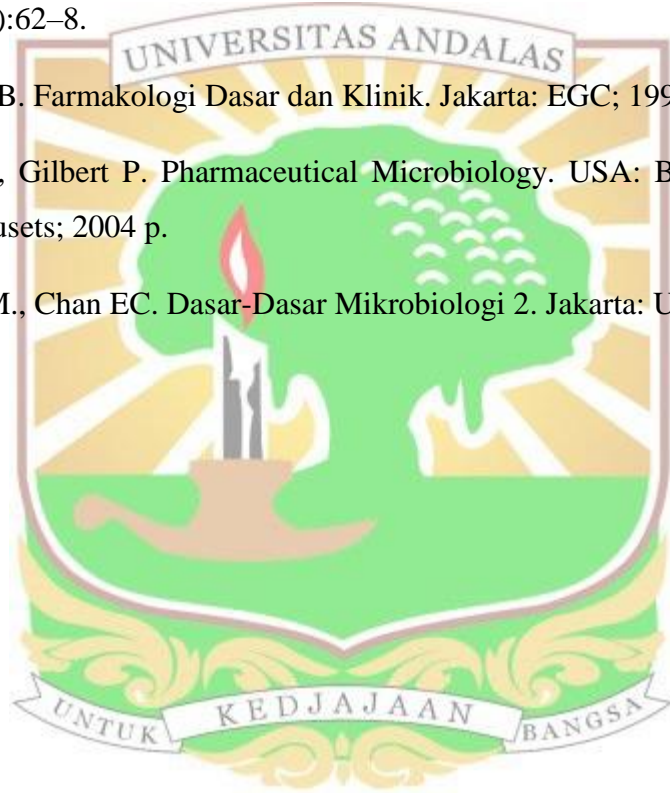 ):62–8.
UNIVERSITAS ANDALAS
B. Farmakologi Dasar dan Klinik. Jakarta: EGC; 199
, Gilbert P. Pharmaceutical Microbiology. USA: B
usets; 2004 p.
M., Chan EC. Dasar-Dasar Mikrobiologi 2. Jakarta: U
UNTUK KEDJAJAAN BANGSA